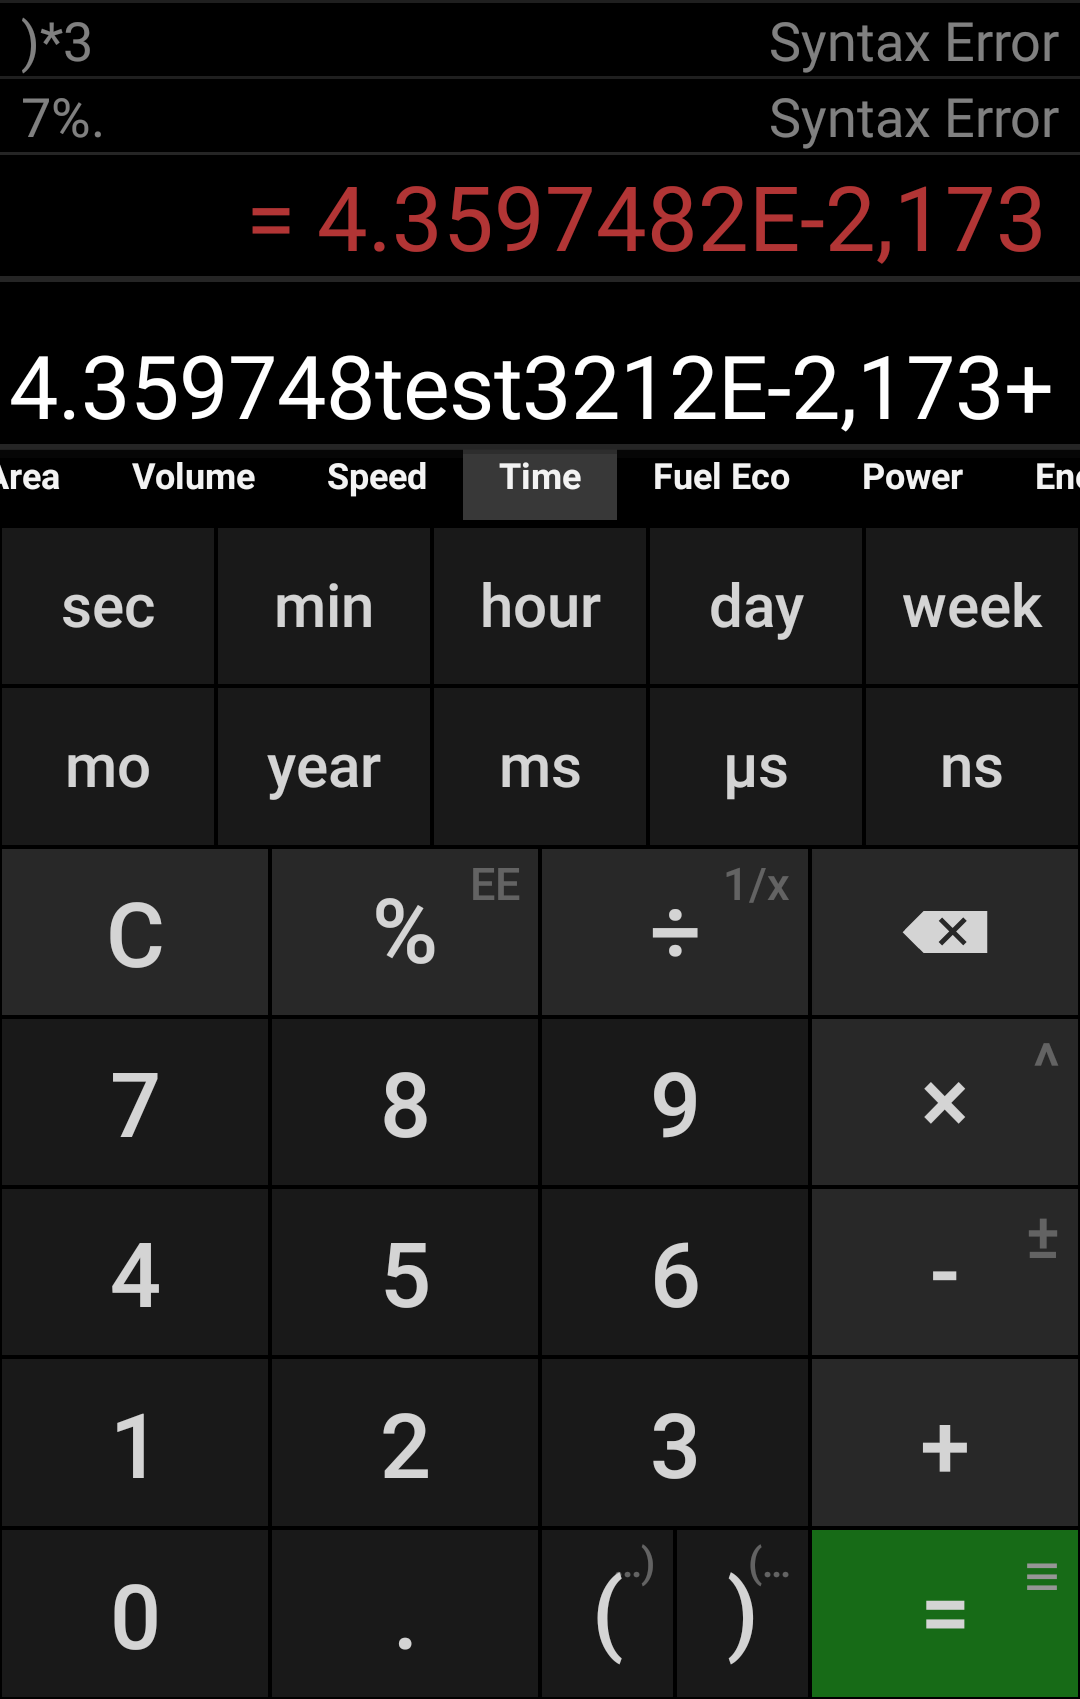 )*3 Syntax Error
7%. Syntax Error
= 4.3597482E-2,173
4.359748test3212E-2,173+
Area Volume Speed Time Fuel Eco Power Ene
sec min hour day week
mo year ms µs ns
C % EE ÷ 1/x
7 8 9 × ^
4 5 6 - ±
1 2 3 +
0 . ( ..) ) (... = ≡